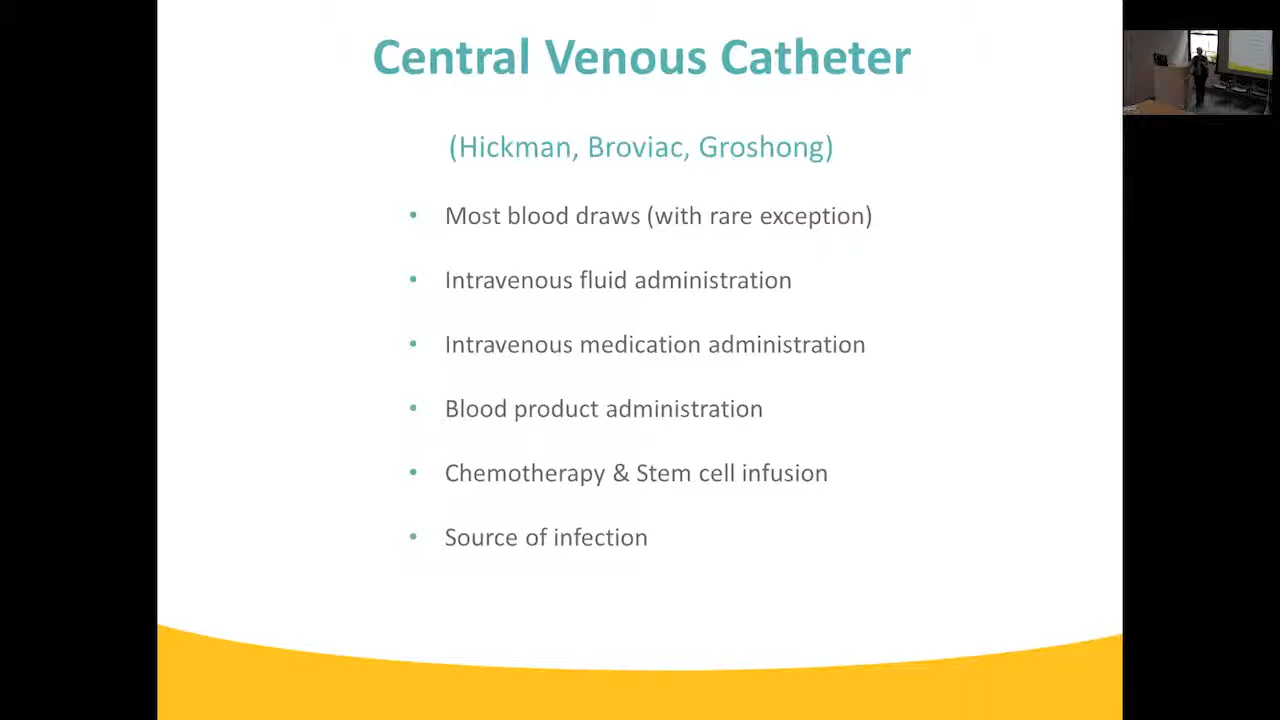 Central Venous Catheter
(Hickman, Broviac, Groshong)
• Most blood draws (with rare exception)
• Intravenous fluid administration
• Intravenous medication administration
• Blood product administration
• Chemotherapy & Stem cell infusion
• Source of infection